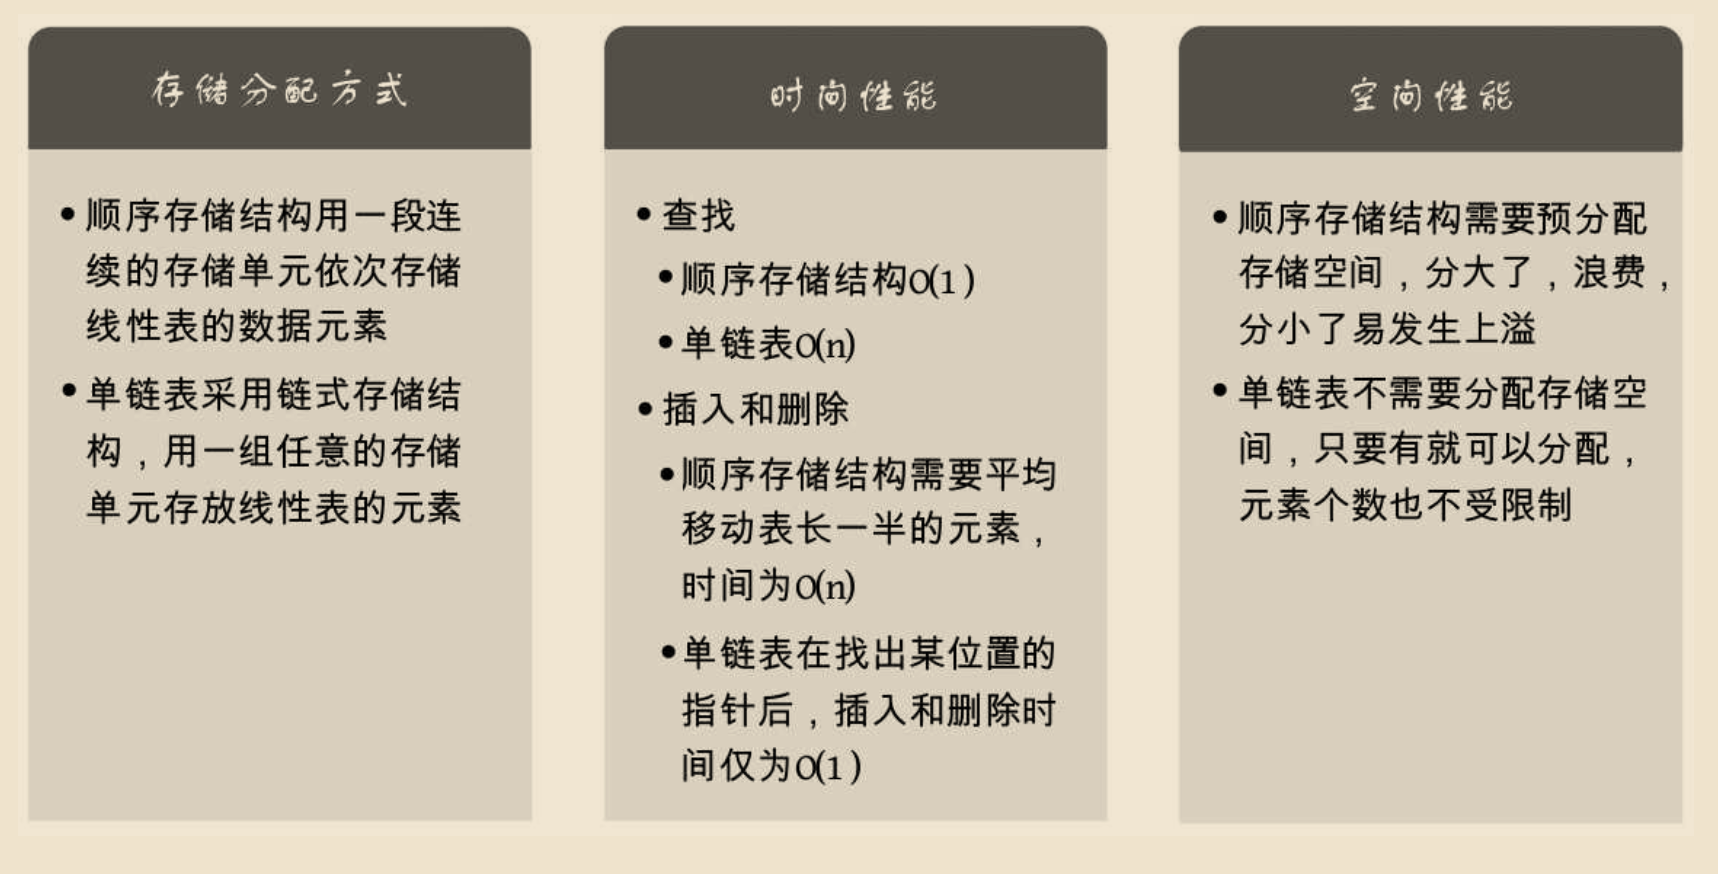 存储分配方式
顺序存储结构用一段连
续的存储单元依次存储
线性表的数据元素
单链表采用链式存储结
构，用一组任意的存储
单元存放线性表的元素
时间性能
查找
顺序存储结构O(1)
单链表O(n)
插入和删除
顺序存储结构需要平均
移动表长一半的元素，
时间为O(n)
单链表在找出某位置的
指针后，插入和删除时
间仅为O(1)
空间性能
顺序存储结构需要预分配
存储空间，分大了，浪费，
分小了易发生上溢
单链表不需要分配存储空
间，只要有就可以分配，
元素个数也不受限制